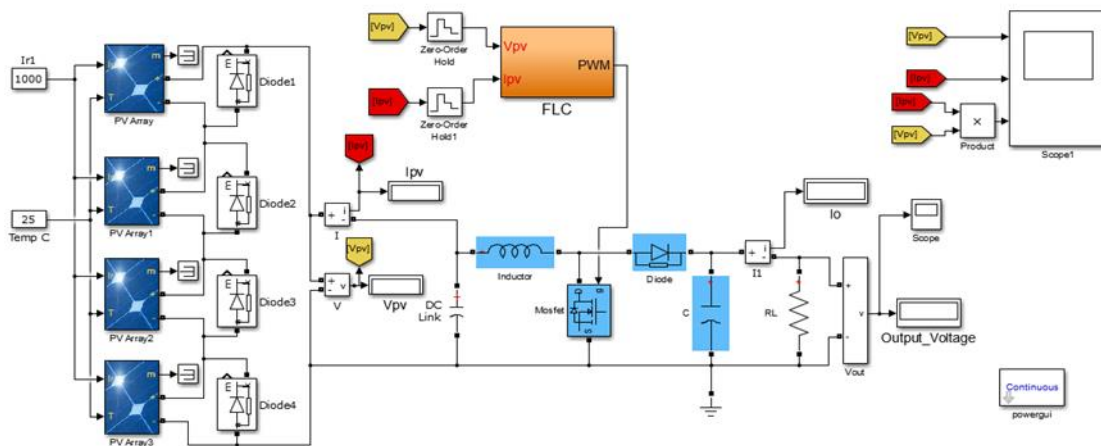 Ir1
1000
25
Temp C
m
T
PV Array
m
T
PV Array1
m
T
PV Array2
m
T
PV Array3
Diode1
Diode2
Diode3
Diode4
[Vpv]
Zero-Order
Hold
[Ipv]
Zero-Order
Hold1
Vpv
Ipv
PWM
FLC
[Ipv]
Ipv
I
[Vpv]
V
Vpv
DC
Link
Inductor
Mosfet
Diode
C
I1
Io
RL
Vout
Scope
Output_Voltage
[Vpv]
[Ipv]
[Ipv]
[Vpv]
×
Product
Scope1
Continuous
powergui